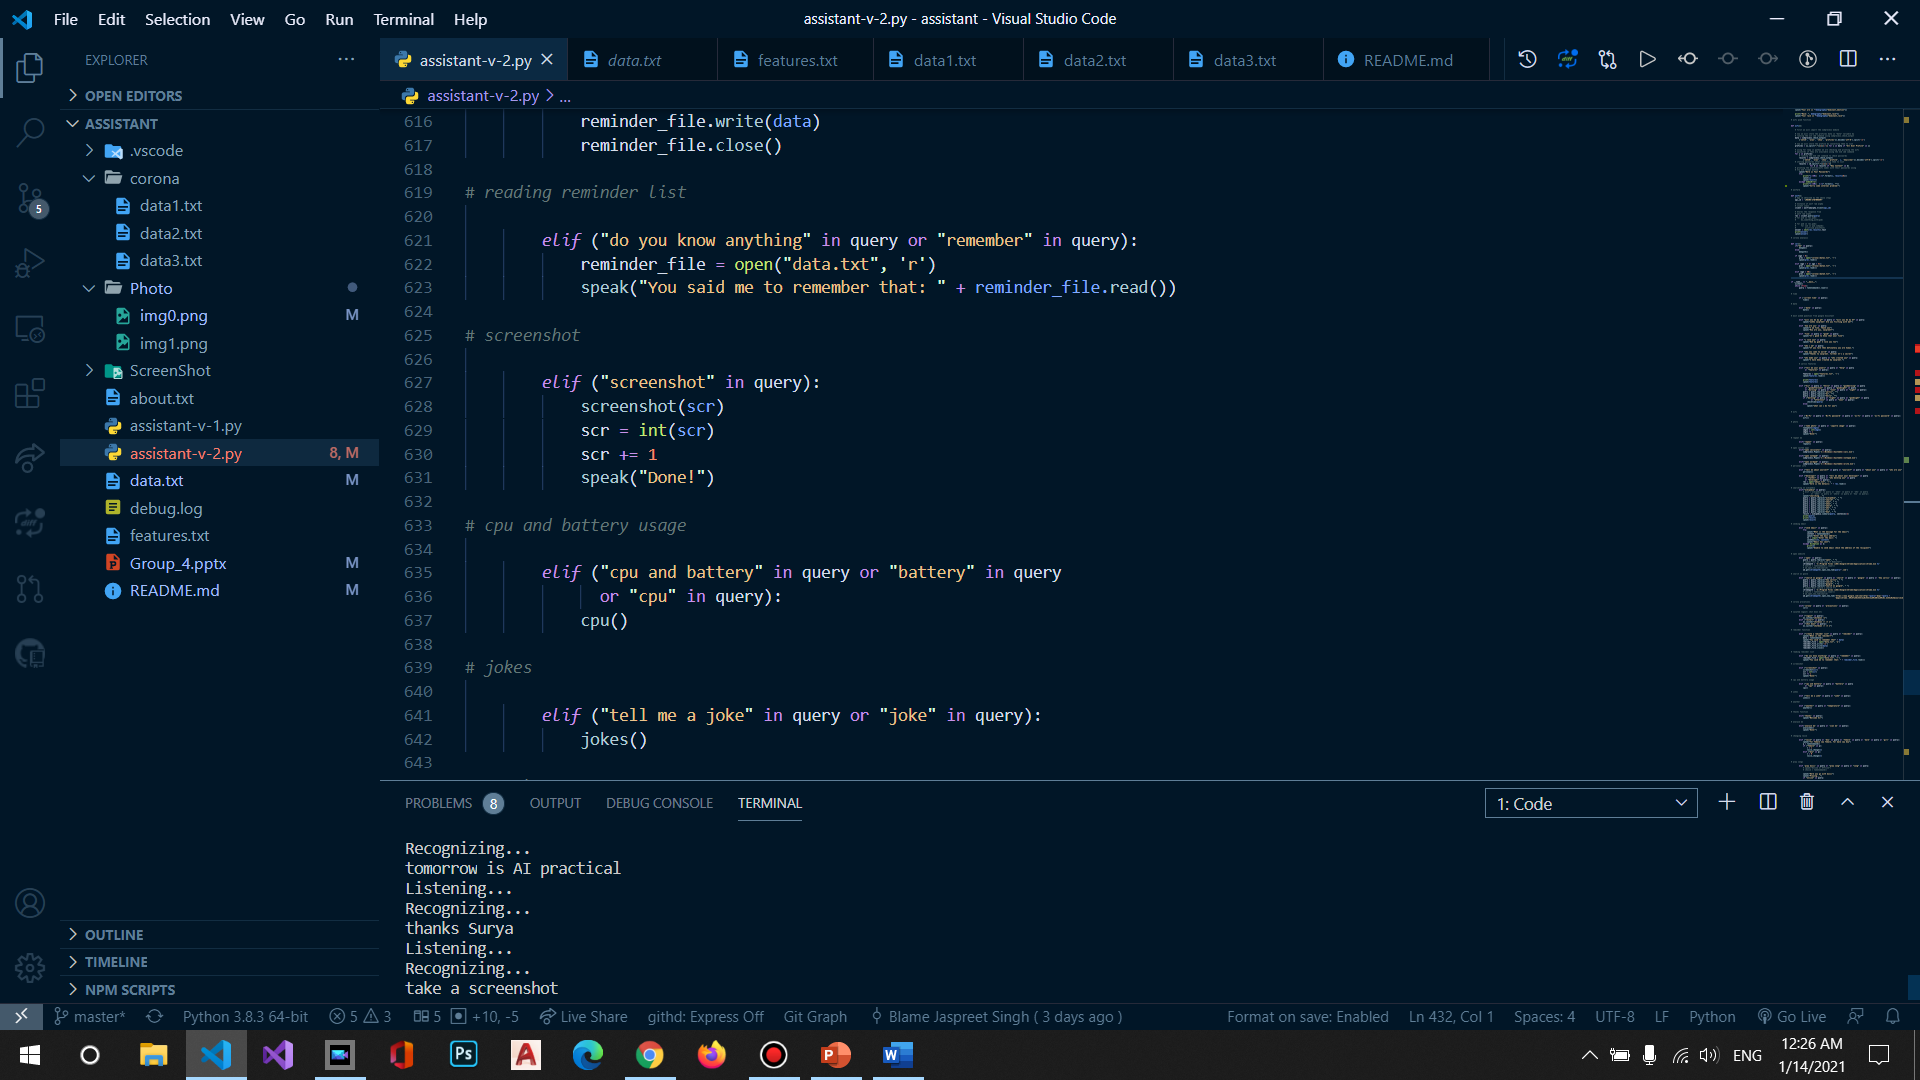 File Edit Selection View Go Run Terminal Help
assistant-v-2.py - assistant - Visual Studio Code
EXPLORER
OPEN EDITORS
ASSISTANT
.vscode
corona
data1.txt
data2.txt
data3.txt
Photo
img0.png M
img1.png
ScreenShot
about.txt
assistant-v-1.py
assistant-v-2.py 8, M
data.txt M
debug.log
features.txt
Group_4.pptx M
README.md M
OUTLINE
TIMELINE
NPM SCRIPTS
5
assistant-v-2.py data.txt features.txt data1.txt data2.txt data3.txt README.md
assistant-v-2.py > ...
616 reminder_file.write(data)
617 reminder_file.close()
618
619 # reading reminder list
620
621 elif ("do you know anything" in query or "remember" in query):
622 reminder_file = open("data.txt", 'r')
623 speak("You said me to remember that: " + reminder_file.read())
624
625 # screenshot
626
627 elif ("screenshot" in query):
628 screenshot(scr)
629 scr = int(scr)
630 scr += 1
631 speak("Done!")
632
633 # cpu and battery usage
634
635 elif ("cpu and battery" in query or "battery" in query
636 or "cpu" in query):
637 cpu()
638
639 # jokes
640
641 elif ("tell me a joke" in query or "joke" in query):
642 jokes()
643
PROBLEMS 8 OUTPUT DEBUG CONSOLE TERMINAL
1: Code
Recognizing...
tomorrow is AI practical
Listening...
Recognizing...
thanks Surya
Listening...
Recognizing...
take a screenshot
master* Python 3.8.3 64-bit 5 3 5 +10, -5 Live Share githd: Express Off Git Graph Blame Jaspreet Singh ( 3 days ago ) Format on save: Enabled Ln 432, Col 1 Spaces: 4 UTF-8 LF Python Go Live
Ps
ENG
12:26 AM
1/14/2021